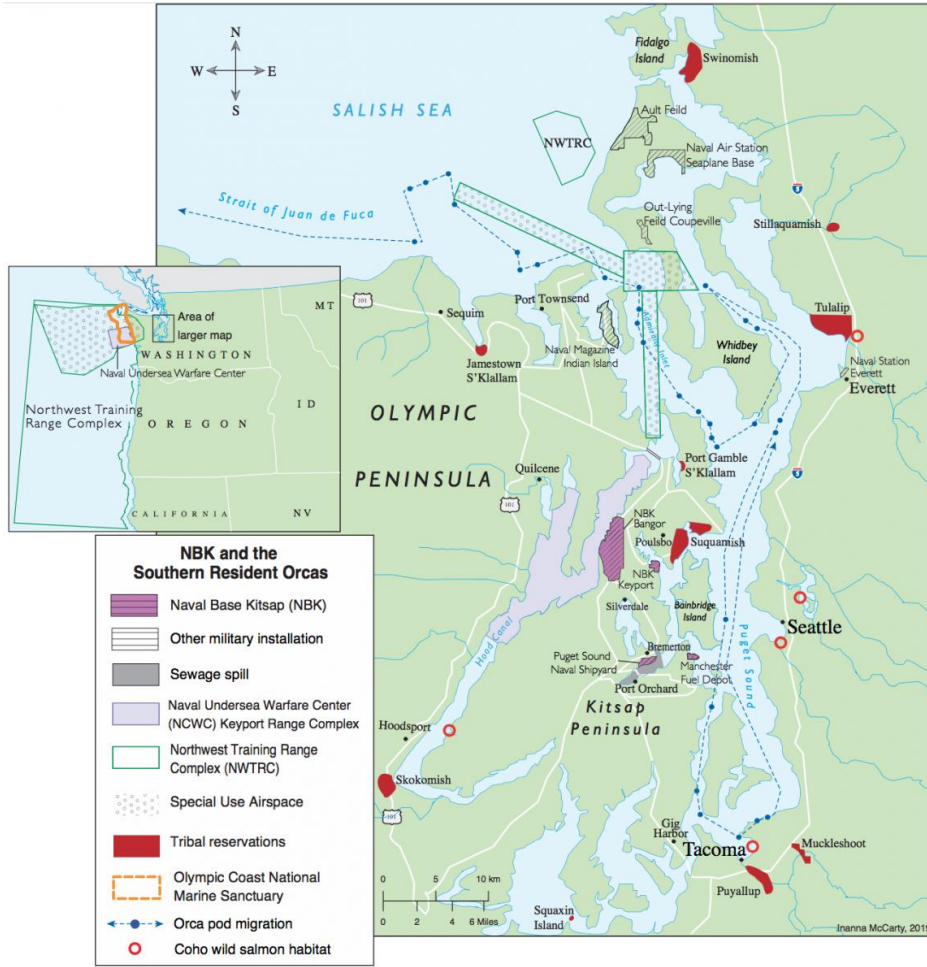 N
W
E
S
Fidalgo
Island
Swinomish
SALISH SEA
Ault Feild
NWTRC
Naval Air Station
Seaplane Base
5
Strait of Juan de Fuca
Out-Lying
Feild Coupeville
Stillaquamish
101
Port Townsend
Sequim
Tulalip
Admiralty Inlet
Whidbey
Island
Naval Magazine
Indian Island
Jamestown
S'Klallam
Naval Station
Everett
Everett
OLYMPIC
PENINSULA
Port Gamble
S'Klallam
Quilcene
5
101
NBK
Bangor
Poulsbo
Suquamish
NBK
Keyport
Silverdale
Bainbridge
Island
Seattle
Hood Canal
Bremerton
Puget Sound
Puget Sound
Naval Shipyard
Manchester
Fuel Depot
Port Orchard
Kitsap
Peninsula
Hoodsport
Skokomish
101
Gig
Harbor
Tacoma
Muckleshoot
Puyallup
0 5 10 km
0 2 4 6 Miles
Squaxin
Island
Inanna McCarty, 2019
MT
Area of
larger map
WASHINGTON
Naval Undersea Warfare Center
Northwest Training
Range Complex
ID
OREGON
CALIFORNIA
NV
NBK and the
Southern Resident Orcas
Naval Base Kitsap (NBK)
Other military installation
Sewage spill
Naval Undersea Warfare Center
(NCWC) Keyport Range Complex
Northwest Training Range
Complex (NWTRC)
Special Use Airspace
Tribal reservations
Olympic Coast National
Marine Sanctuary
Orca pod migration
Coho wild salmon habitat